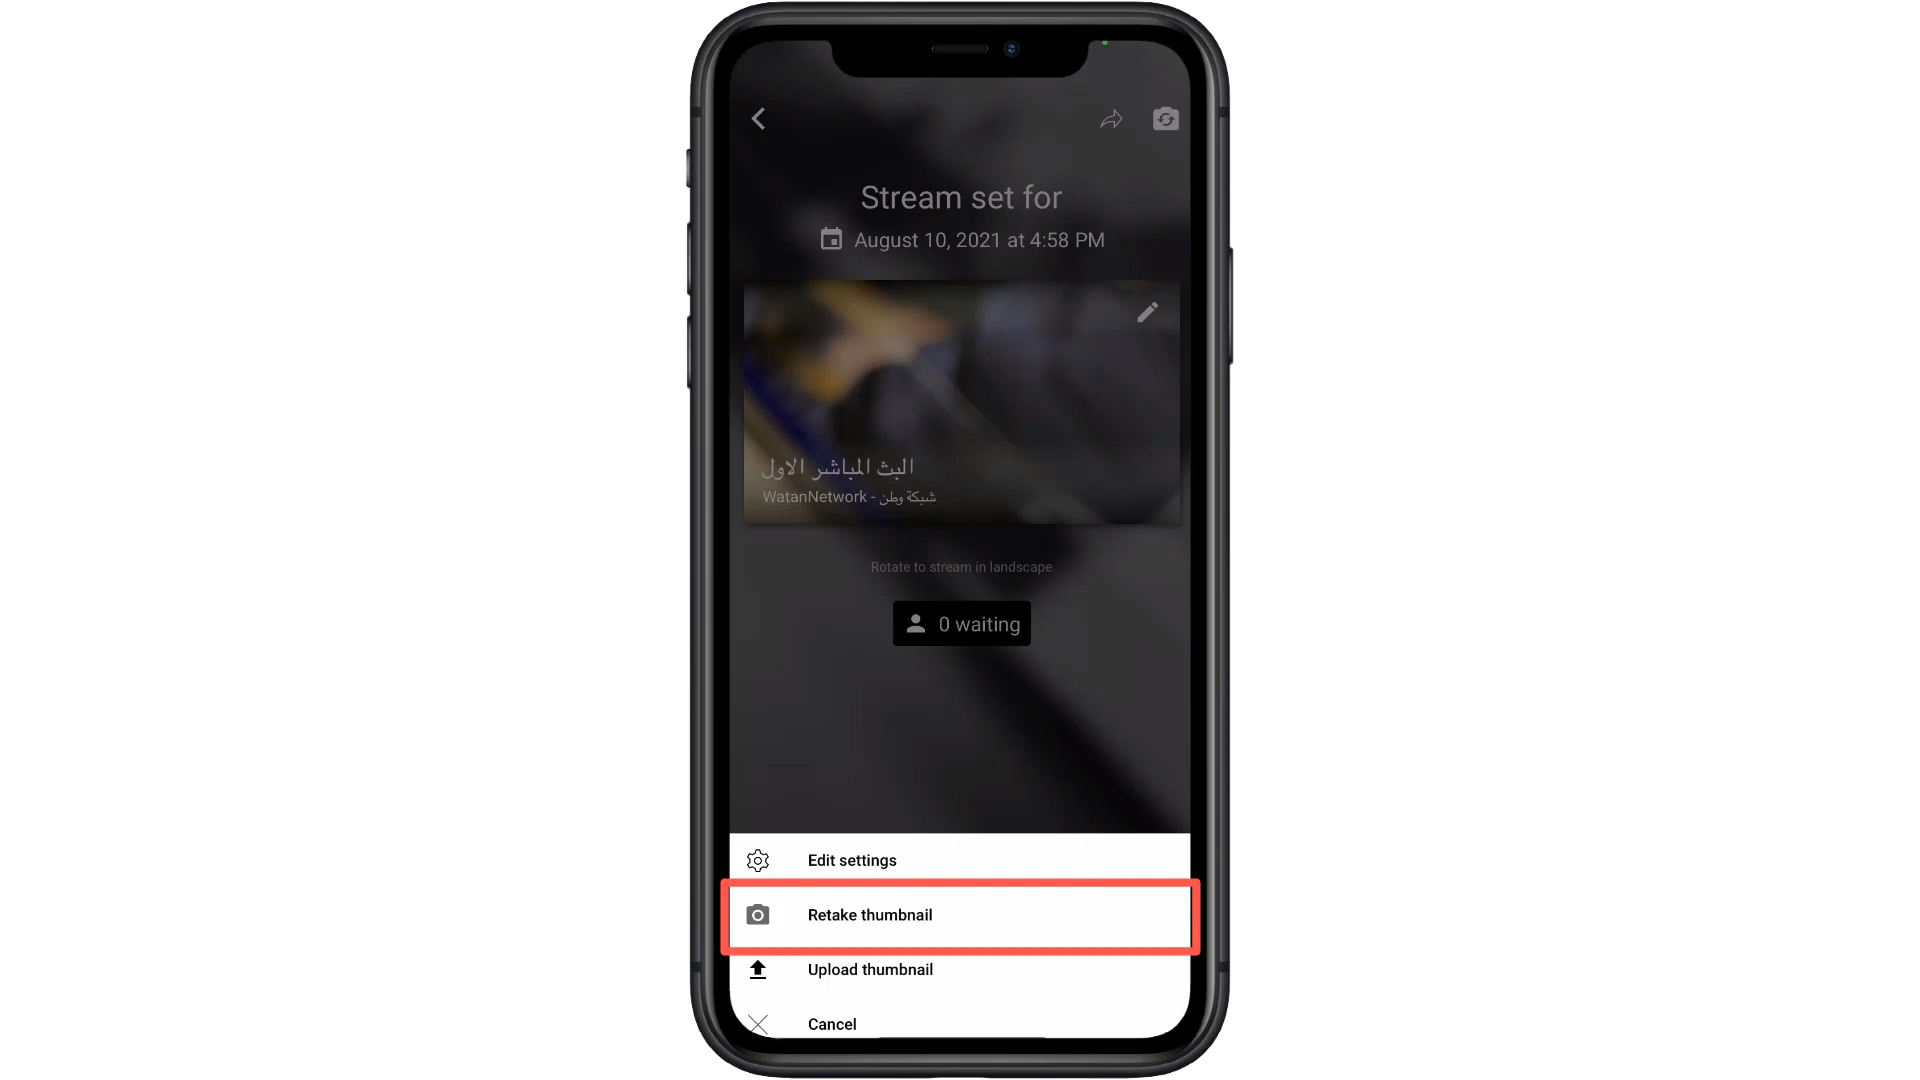 Stream set for
August 10, 2021 at 4:58 PM
البث المباشر الاول
WatanNetwork - شبكة وطن
Rotate to stream in landscape
0 waiting
Edit settings
Retake thumbnail
Upload thumbnail
Cancel